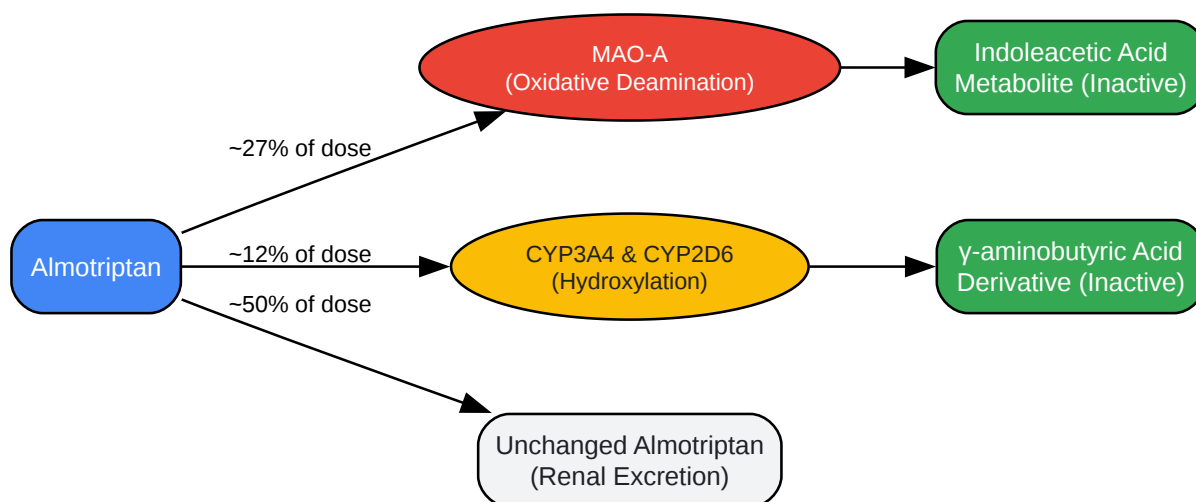 MAO-A
(Oxidative Deamination)
Indoleacetic Acid
Metabolite (Inactive)
~27% of dose
Almotriptan
~12% of dose
CYP3A4 & CYP2D6
(Hydroxylation)
γ-aminobutyric Acid
Derivative (Inactive)
~50% of dose
Unchanged Almotriptan
(Renal Excretion)